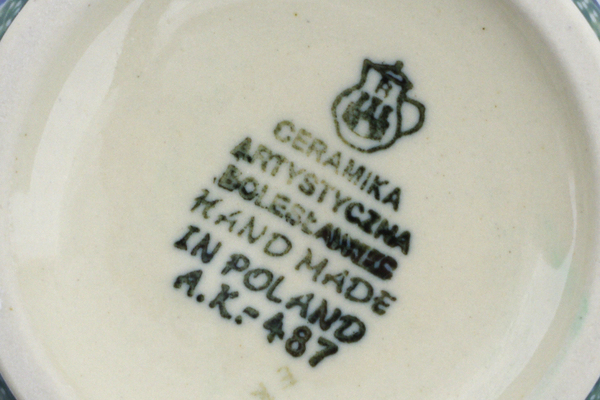 CERAMIKA
ARTYSTYCZNA
BOLESŁAWIEC
HAND MADE
IN POLAND
A.K.-487